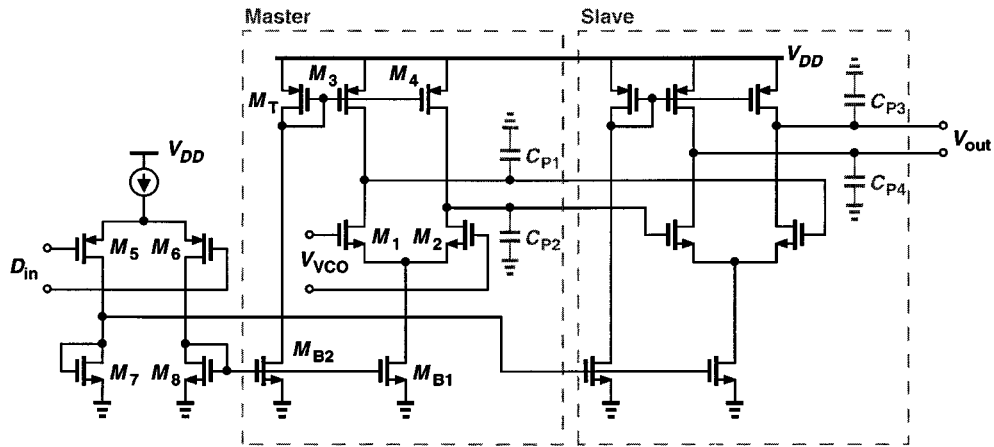 Master
Slave
V_DD
M_3
M_4
M_T
C_P3
V_out
C_P1
C_P4
V_DD
M_5
M_6
D_in
M_1
M_2
C_P2
V_VCO
M_7
M_8
M_B2
M_B1